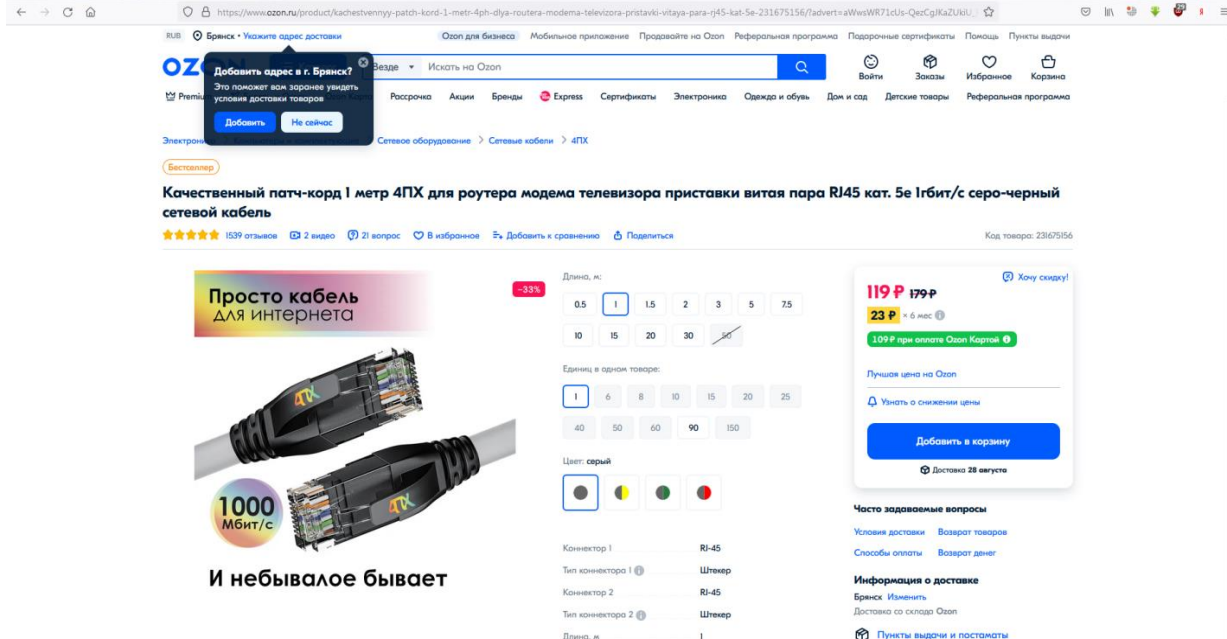 https://www.ozon.ru/product/kachestvennyy-patch-kord-1-metr-4ph-dlya-routera-modema-televizora-pristavki-vitaya-para-rj45-kat-5e-231675156/?advert=
RUB Брянск • Укажите адрес доставки Ozon для бизнеса Мобильное приложение Продавайте на Ozon Реферальная программа Подарочные сертификаты Помощь Пункты выдачи
OZ Везде Искать на Ozon Войти Заказы Избранное Корзина
Добавить адрес в г. Брянск?
Это поможет вам заранее увидеть
условия доставки товаров
Добавить Не сейчас
Premiu Рассрочка Акции Бренды Express Сертификаты Электроника Одежда и обувь Дом и сад Детские товары Реферальная программа
Электрони Сетевое оборудование > Сетевые кабели > 4ПХ
Бестселлер
Качественный патч-корд 1 метр 4ПХ для роутера модема телевизора приставки витая пара RJ45 кат. 5e 1гбит/с серо-черный
сетевой кабель
1539 отзывов 2 видео 21 вопрос В избранное Добавить к сравнению Поделиться Код товара: 231675156
Просто кабель
для интернета
4ПХ
1000
Мбит/с
4ПХ
И небывалое бывает
-33%
Длина, м:
0.5 1 1.5 2 3 5 7.5
10 15 20 30 50
Единиц в одном товаре:
1 6 8 10 15 20 25
40 50 60 90 150
Цвет: серый
Коннектор 1 RJ-45
Тип коннектора 1 Штекер
Коннектор 2 RJ-45
Тип коннектора 2 Штекер
Длина, м 1
Хочу скидку!
119 ₽ 179 ₽
23 ₽ × 6 мес
109 ₽ при оплате Ozon Картой
Лучшая цена на Ozon
Узнать о снижении цены
Добавить в корзину
Доставка 28 августа
Часто задаваемые вопросы
Условия доставки Возврат товаров
Способы оплаты Возврат денег
Информация о доставке
Брянск Изменить
Доставка со склада Ozon
Пункты выдачи и постаматы